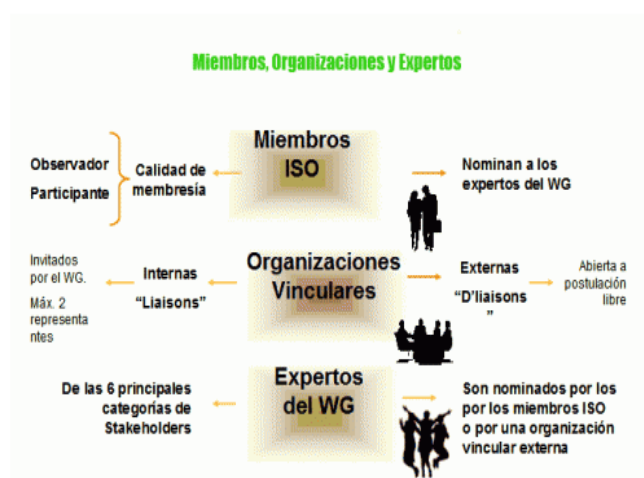 Miembros, Organizaciones y Expertos
Miembros
ISO
Observador
Participante
Calidad de
membresía
Nominan a los
expertos del WG
Organizaciones
Vinculares
Invitados
por el WG.
Máx. 2
representa
ntes
Internas
“Liaisons”
Externas
“D’liaisons
”
Abierta a
postulación
libre
Expertos
del WG
De las 6 principales
categorías de
Stakeholders
Son nominados por los
por los miembros ISO
o por una organización
vincular externa